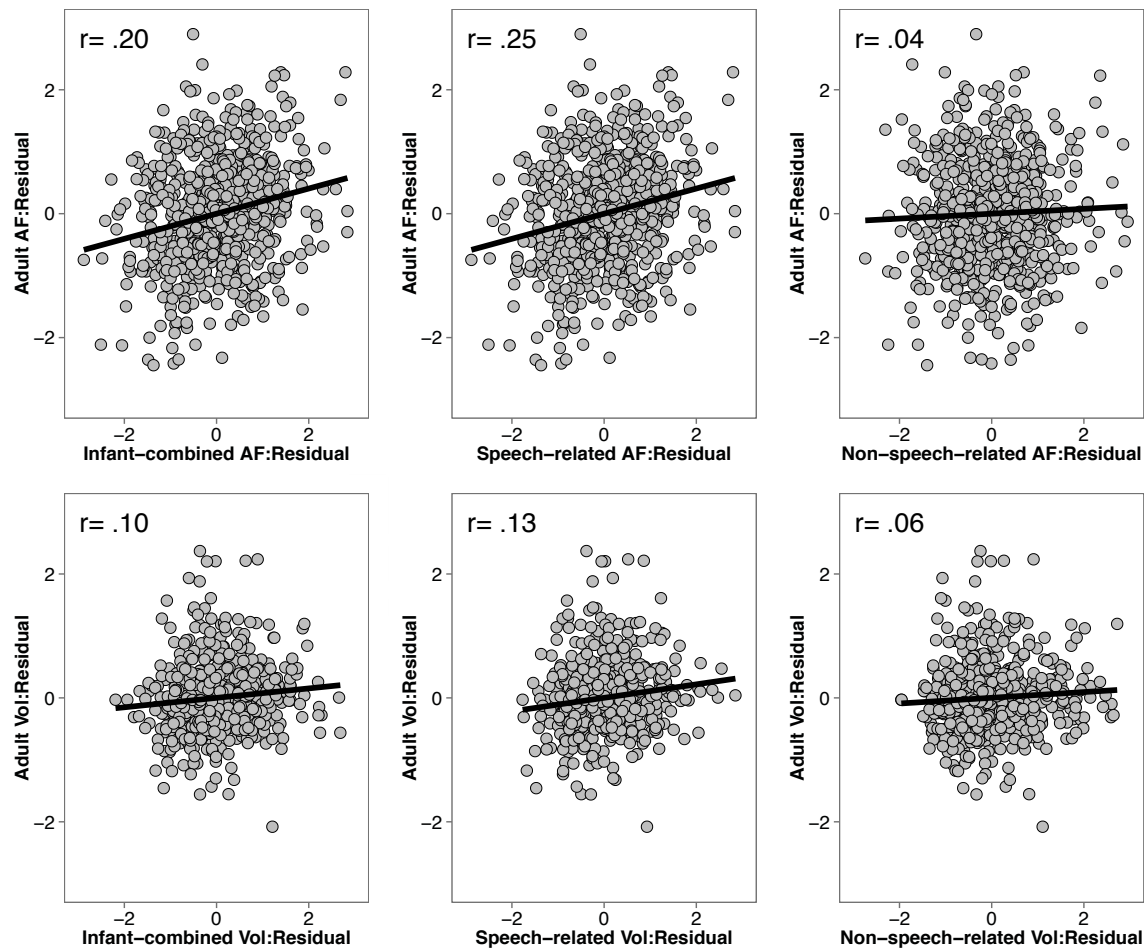 r= .20
r= .25
r= .04
Adult AF:Residual
Adult AF:Residual
Adult AF:Residual
2
0
−2
2
0
−2
2
0
−2
−2 0 2
−2 0 2
−2 0 2
Infant−combined AF:Residual
Speech−related AF:Residual
Non−speech−related AF:Residual
r= .10
r= .13
r= .06
Adult Vol:Residual
Adult Vol:Residual
Adult Vol:Residual
2
0
−2
2
0
−2
2
0
−2
−2 0 2
−2 0 2
−2 0 2
Infant−combined Vol:Residual
Speech−related Vol:Residual
Non−speech−related Vol:Residual